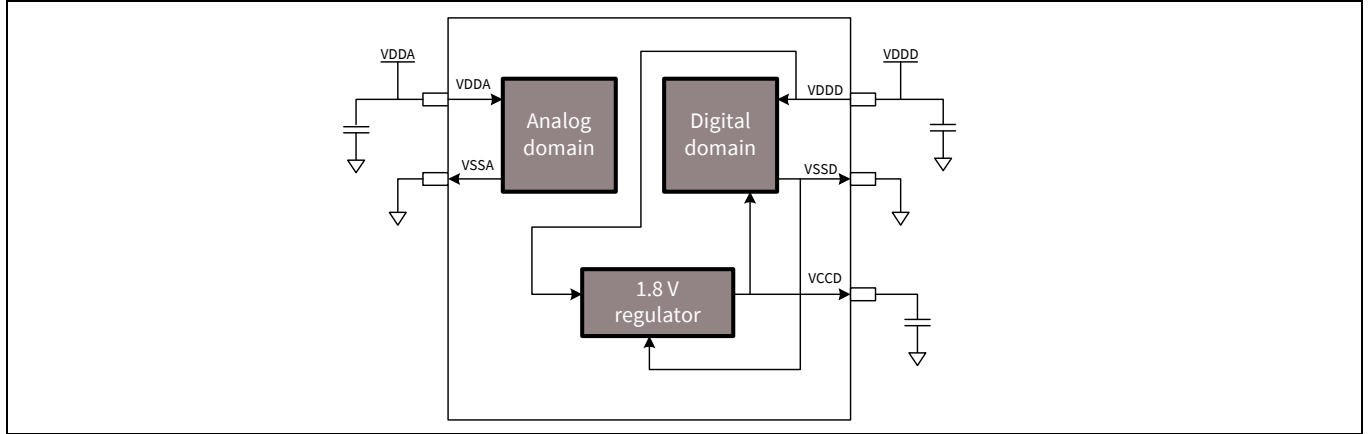 VDDA
VDDD
VDDA
VDDD
Analog
domain
Digital
domain
VSSA
VSSD
VCCD
1.8 V
regulator